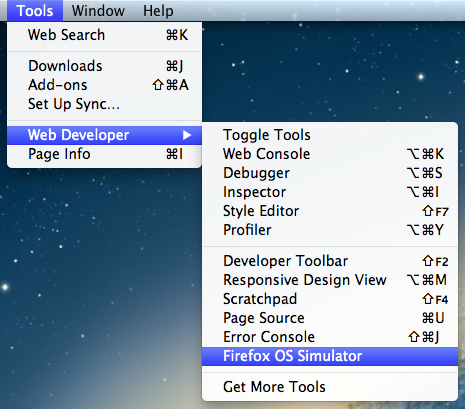 Tools Window Help
Web Search ⌘K
Downloads ⌘J
Add-ons ⇧⌘A
Set Up Sync...
Web Developer ▶
Page Info ⌘I
Toggle Tools
Web Console ⌥⌘K
Debugger ⌥⌘S
Inspector ⌥⌘I
Style Editor ⇧F7
Profiler ⌥⌘Y
Developer Toolbar ⇧F2
Responsive Design View ⌥⌘M
Scratchpad ⇧F4
Page Source ⌘U
Error Console ⇧⌘J
Firefox OS Simulator
Get More Tools